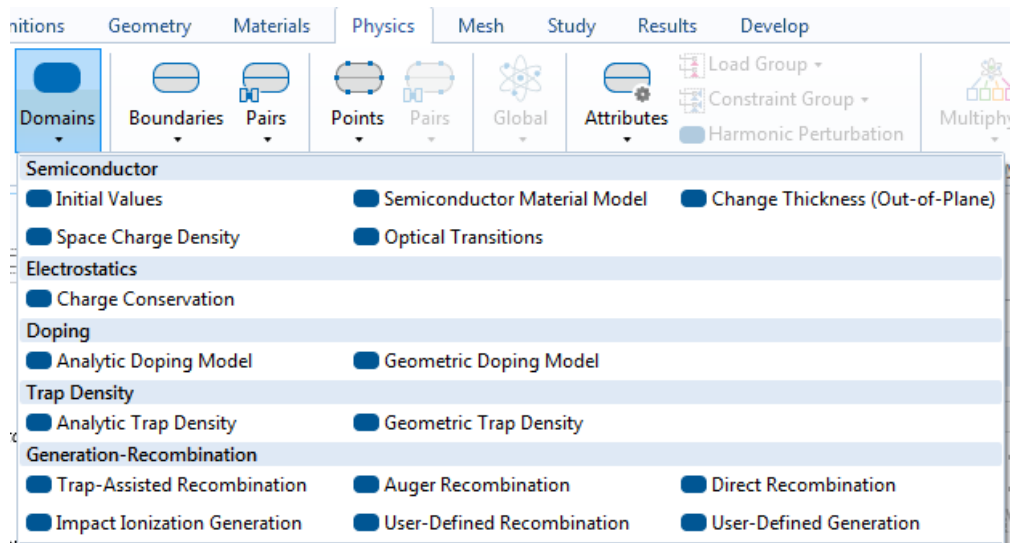 nitions Geometry Materials Physics Mesh Study Results Develop
Load Group
Constraint Group
Domains Boundaries Pairs Points Pairs Global Attributes Multiphy
Harmonic Perturbation
Semiconductor
Initial Values Semiconductor Material Model Change Thickness (Out-of-Plane)
Space Charge Density Optical Transitions
Electrostatics
Charge Conservation
Doping
Analytic Doping Model Geometric Doping Model
Trap Density
Analytic Trap Density Geometric Trap Density
Generation-Recombination
Trap-Assisted Recombination Auger Recombination Direct Recombination
Impact Ionization Generation User-Defined Recombination User-Defined Generation